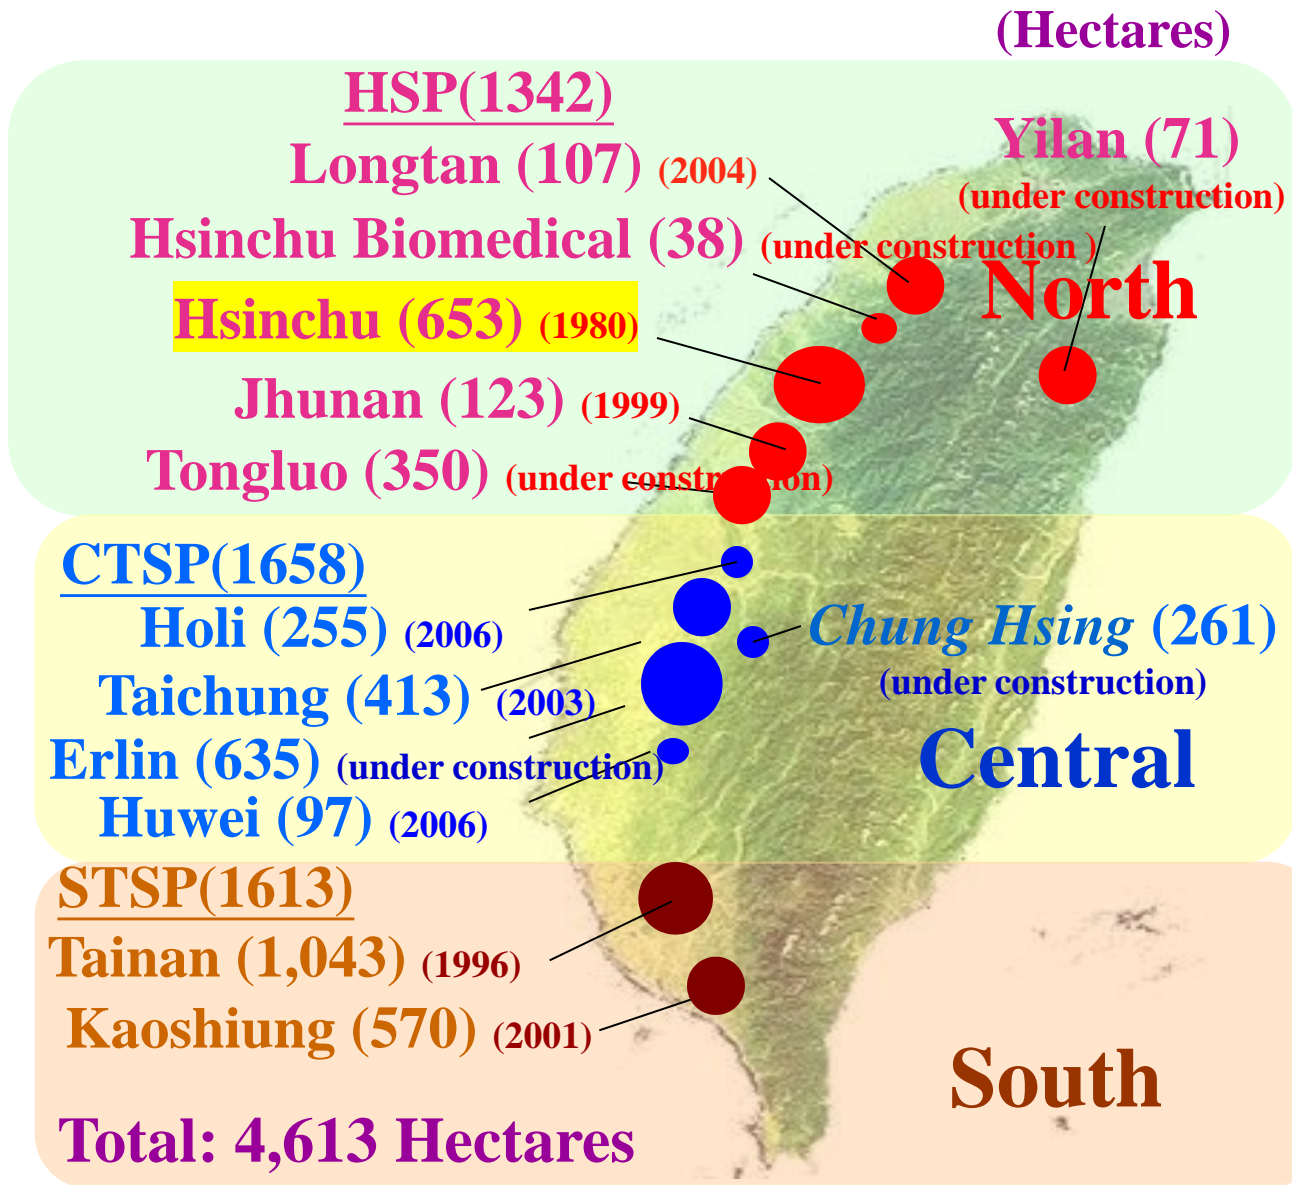 (Hectares)
HSP(1342)
Longtan (107) (2004)
Yilan (71)
(under construction)
Hsinchu Biomedical (38) (under construction )
North
Hsinchu (653) (1980)
Jhunan (123) (1999)
Tongluo (350) (under construction)
CTSP(1658)
Holi (255) (2006)
Chung Hsing (261)
(under construction)
Taichung (413) (2003)
Erlin (635) (under construction)
Central
Huwei (97) (2006)
STSP(1613)
Tainan (1,043) (1996)
Kaoshiung (570) (2001)
South
Total: 4,613 Hectares